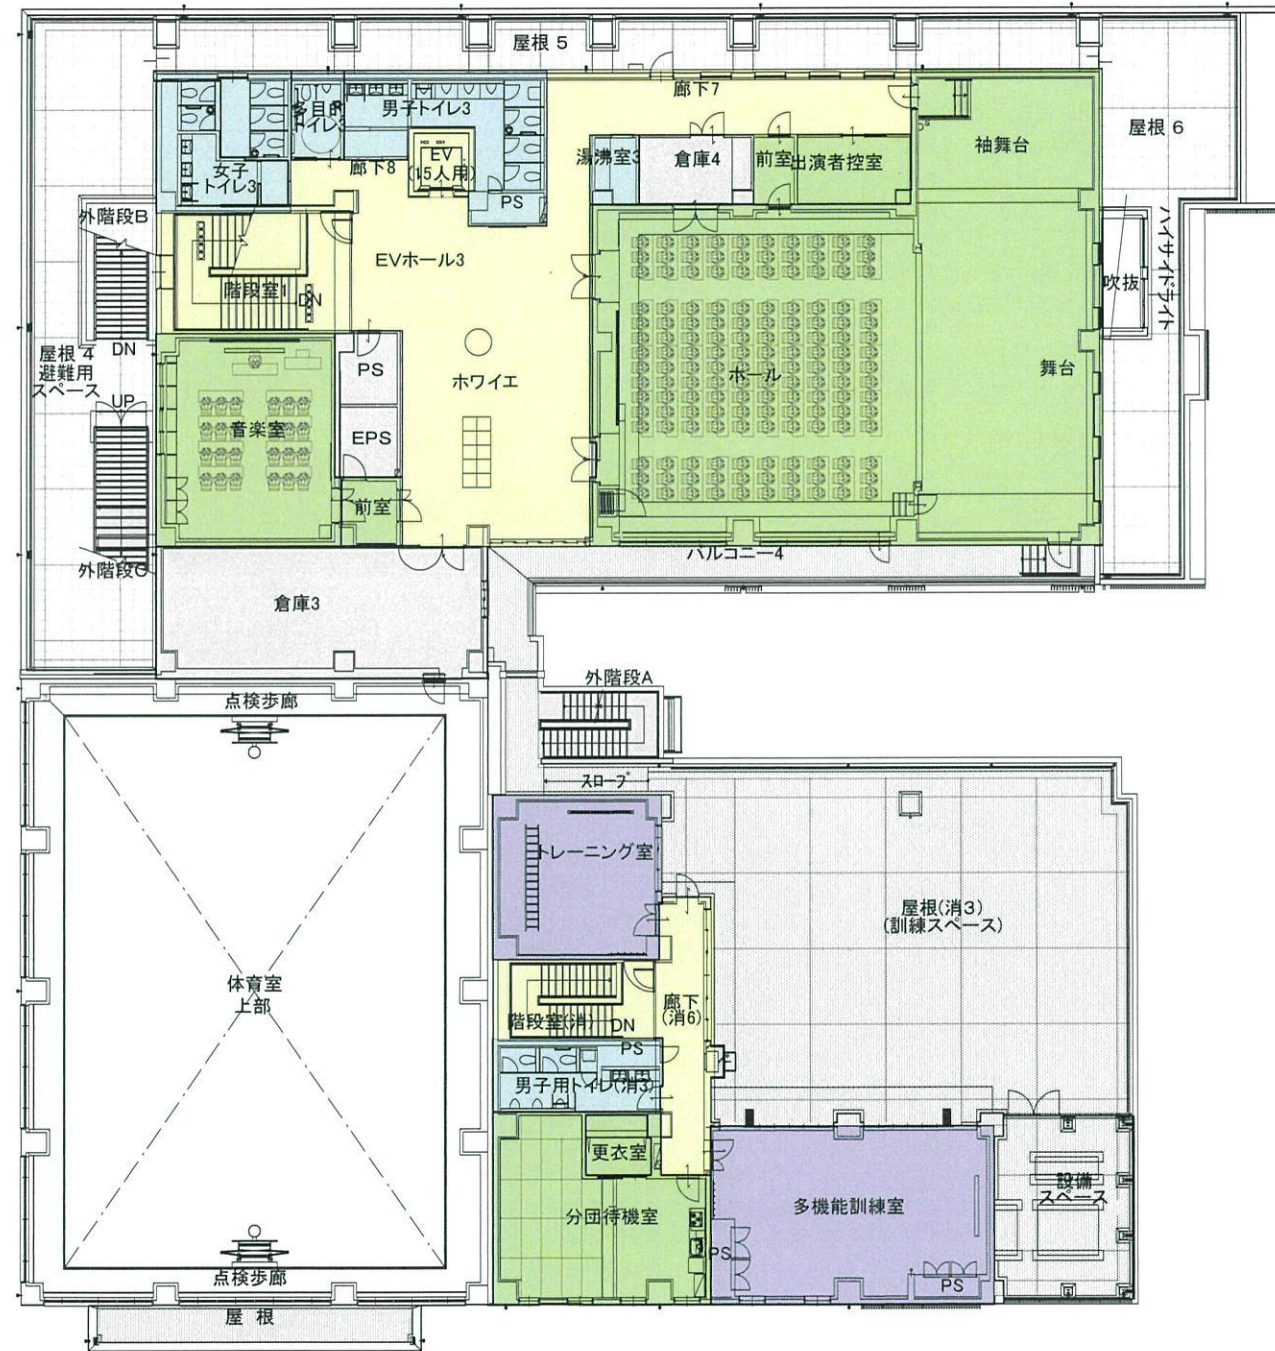 屋根 5
廊下7
多目的
トイレ3
男子トイレ3
屋根 6
袖舞台
湯沸室3
倉庫4
前室
出演者控室
EV
(15人用)
廊下8
女子
トイレ3
PS
外階段B
ハイサイドライト
EVホール3
階段室1
DN
吹抜
DN
屋根 4
避難用
スペース
PS
ホワイエ
ホール
舞台
UP
音楽室
EPS
前室
バルコニー4
外階段C
倉庫3
外階段A
点検歩廊
スロープ
トレーニング室
屋根(消3)
(訓練スペース)
体育室
上部
廊下
(消6)
階段室(消)
DN
PS
男子用トイレ(消3)
更衣室
設備
スペース
分団待機室
多機能訓練室
PS
PS
点検歩廊
屋 根